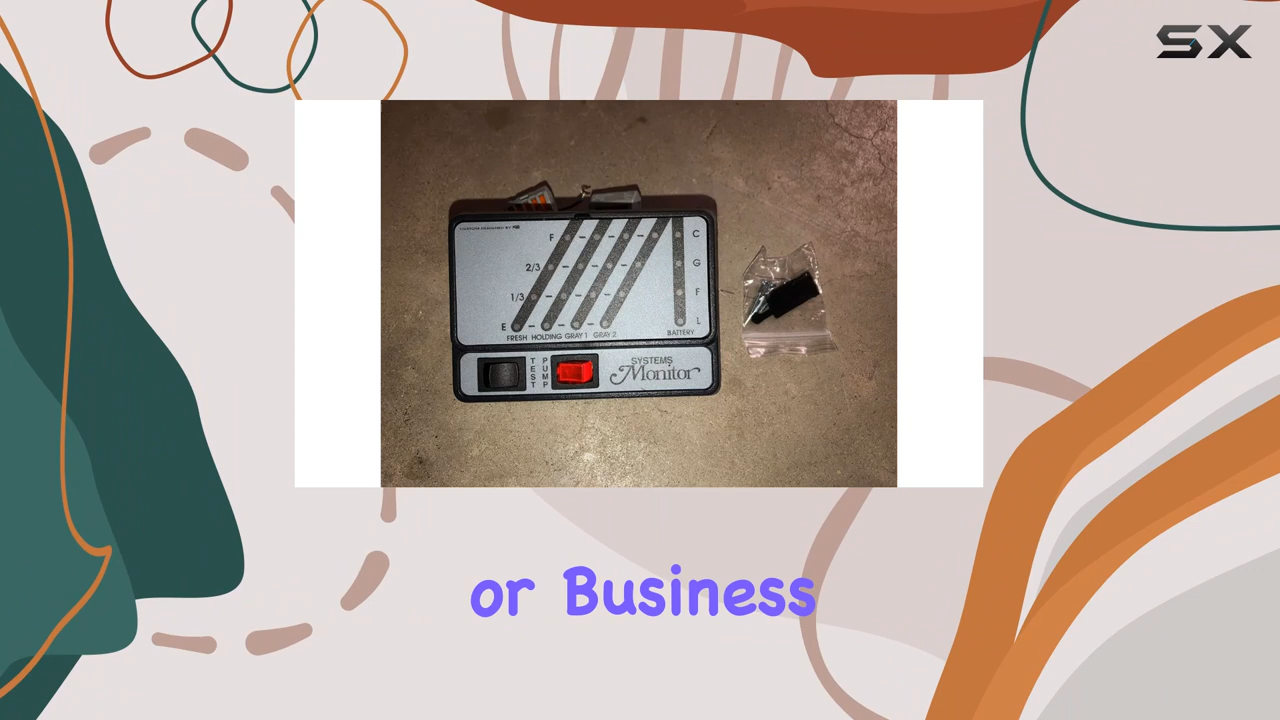 SX
F
C
2/3
G
1/3
F
E
L
FRESH HOLDING GRAY 1 GRAY 2
BATTERY
TEST
PUMP
SYSTEMS
Monitor
or Business